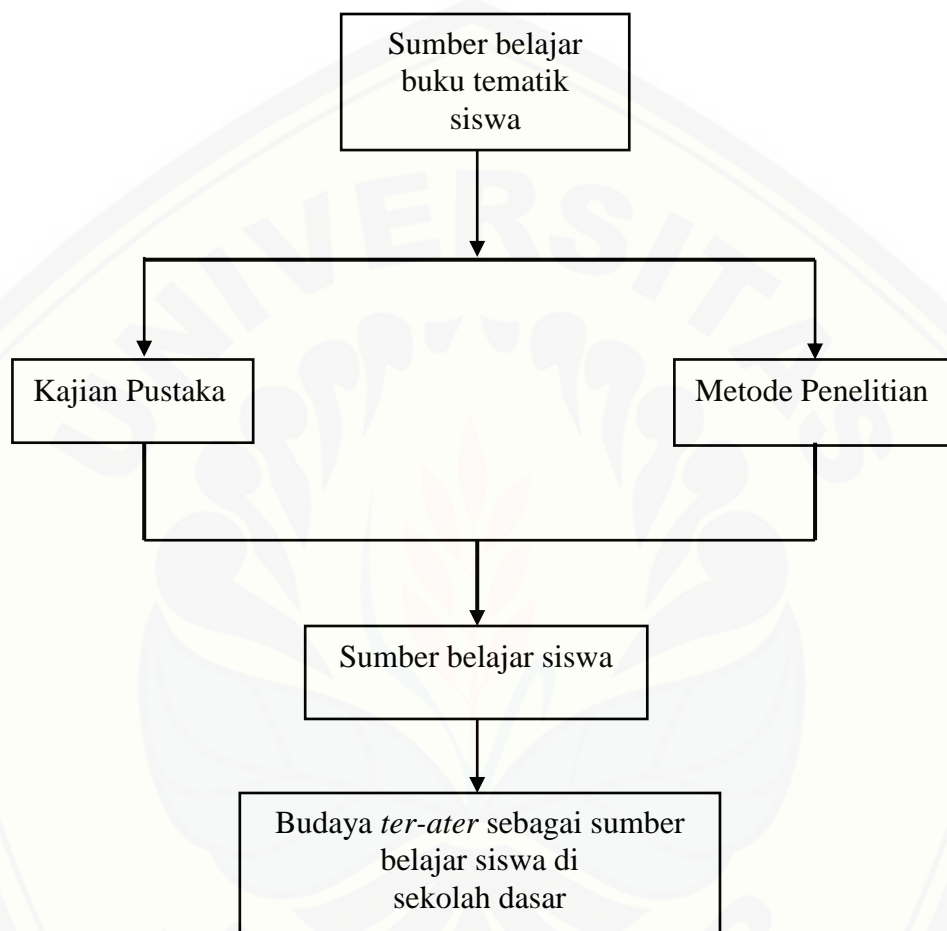 UNIVERSITAS
Sumber belajar
buku tematik
siswa
Kajian Pustaka
Metode Penelitian
Sumber belajar siswa
Budaya ter-ater sebagai sumber
belajar siswa di
sekolah dasar